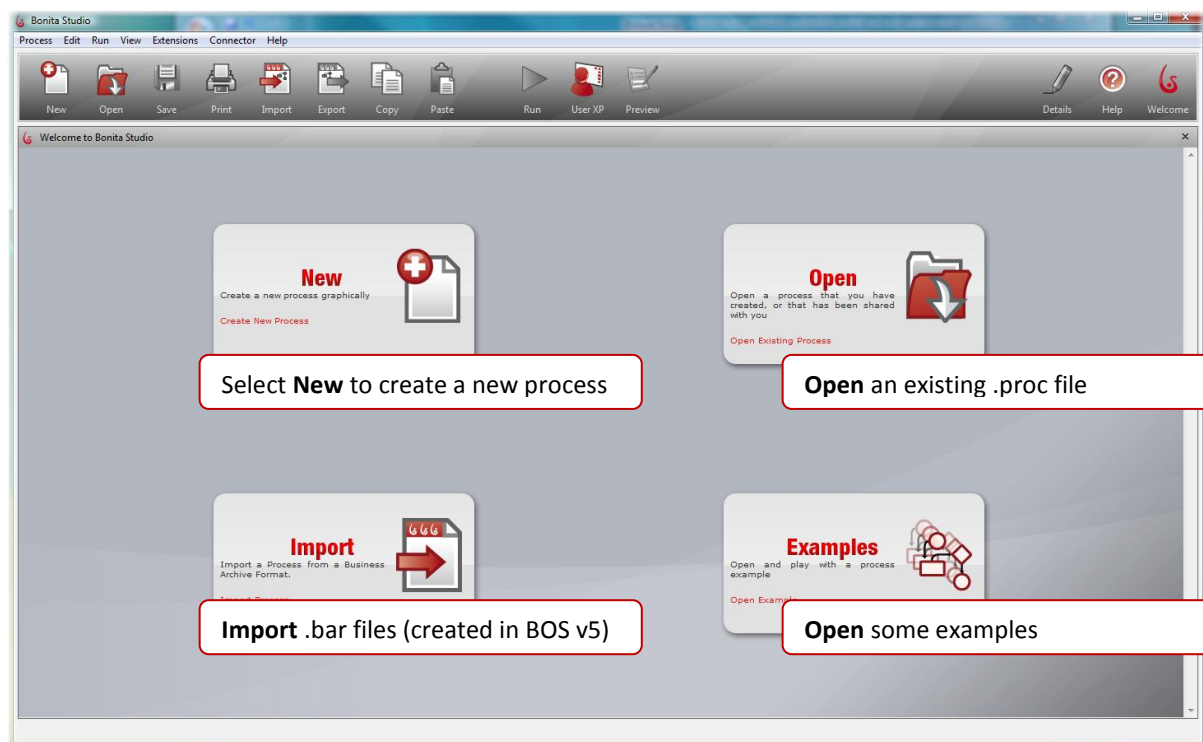 Bonita Studio
Process Edit Run View Extensions Connector Help
New Open Save Print Import Export Copy Paste Run User XP Preview Details Help Welcome
Welcome to Bonita Studio
New
Create a new process graphically
Create New Process
Select New to create a new process
Open
Open a process that you have
created, or that has been shared
with you
Open Existing Process
Open an existing .proc file
Import
Import a Process from a Business
Archive Format.
Import Process
Import .bar files (created in BOS v5)
Examples
Open and play with a process
example
Open Example
Open some examples